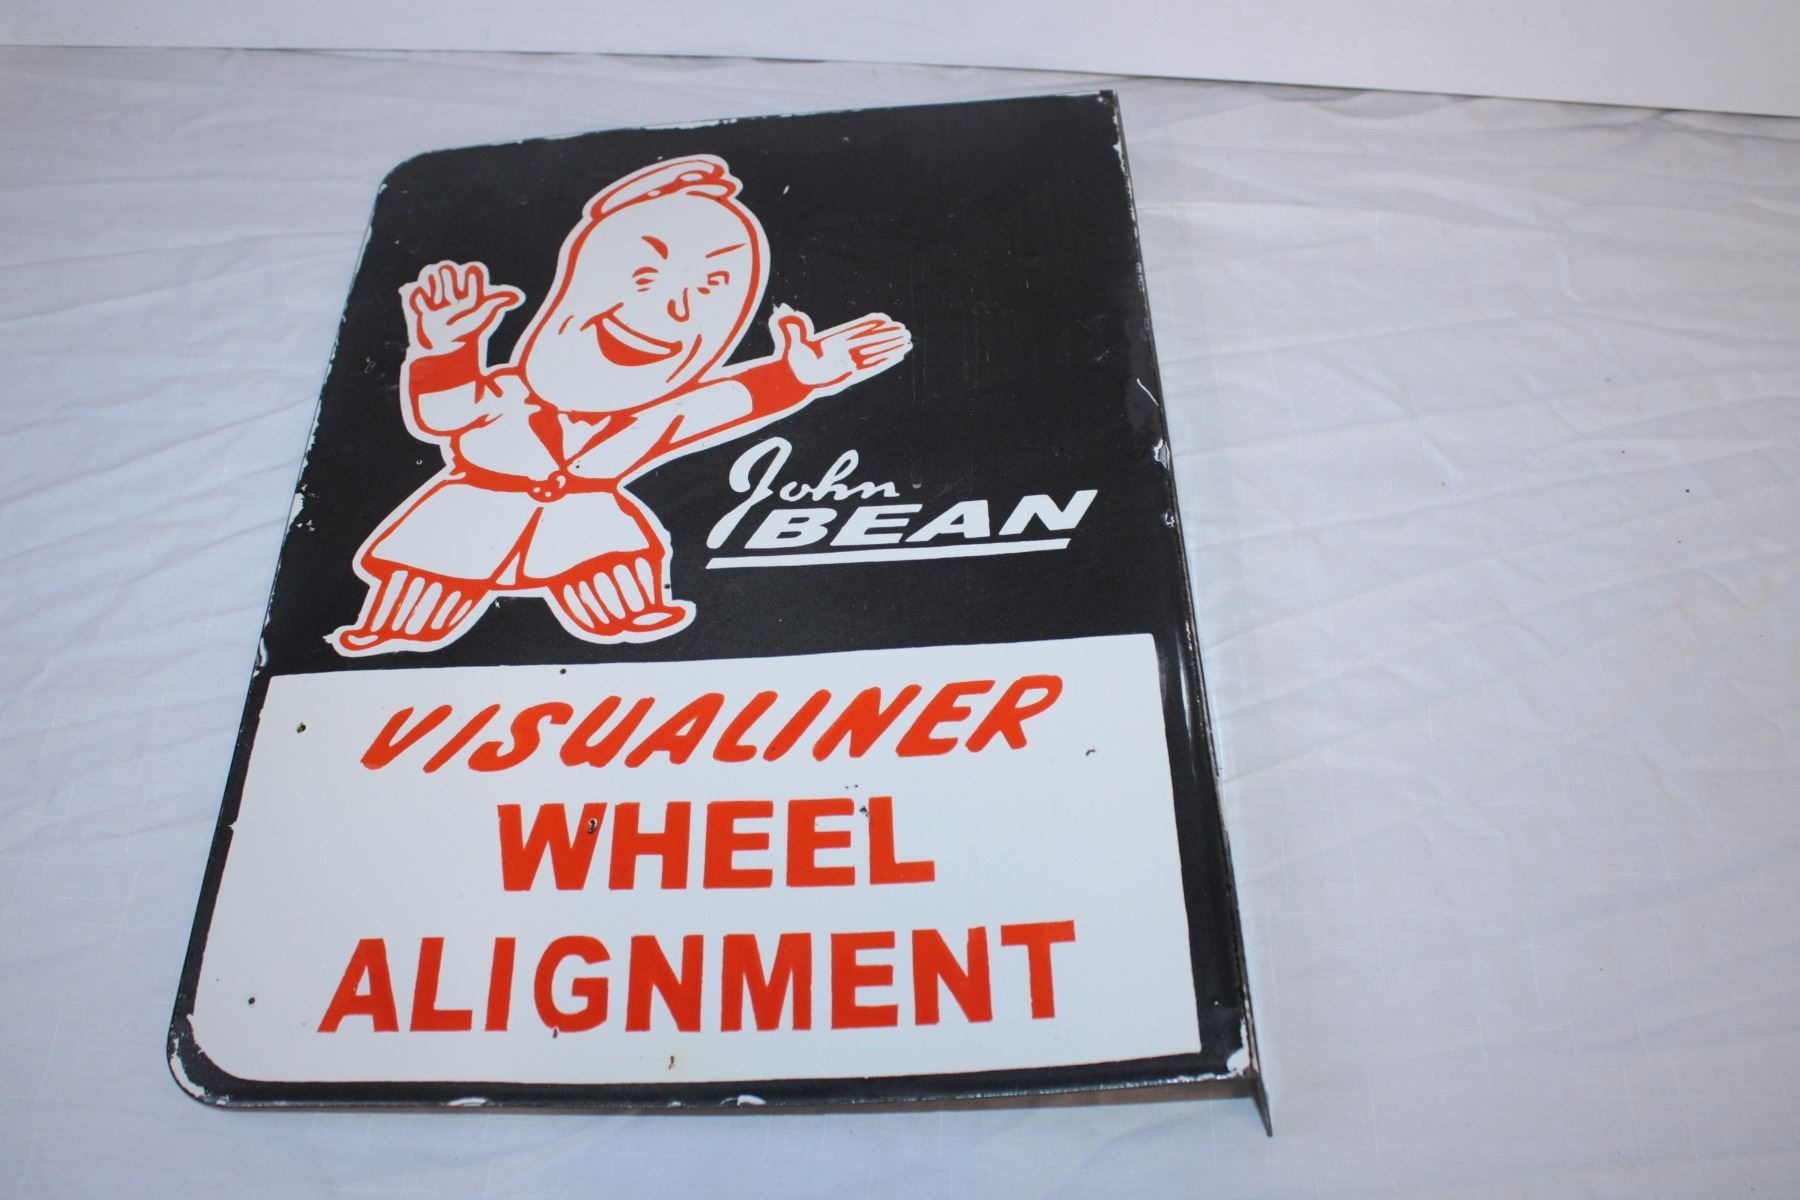 John
BEAN
VISUALINER
WHEEL
ALIGNMENT